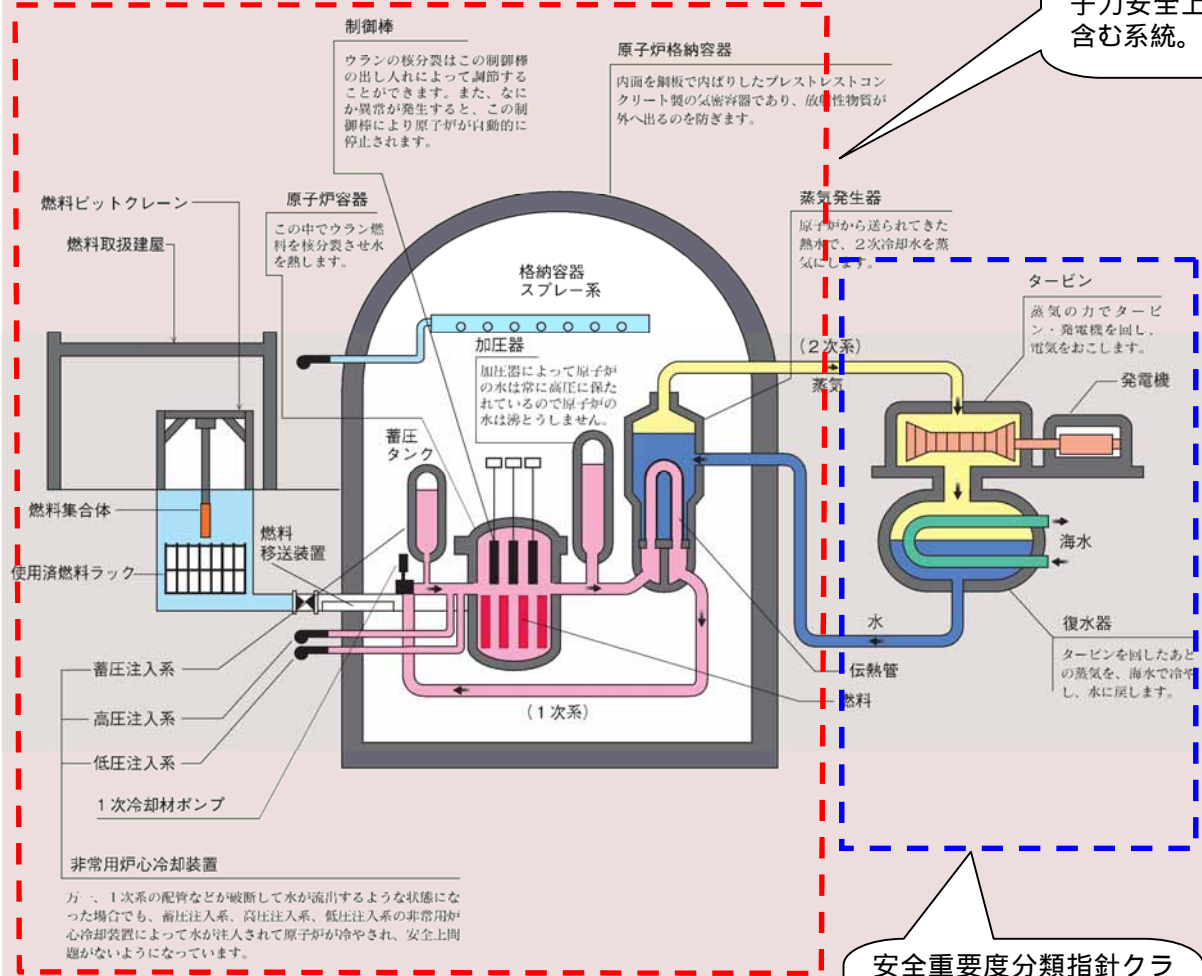 子力安全上
含む系統。
制御棒
ウランの核分裂はこの制御棒
の出し入れによって調節する
ことができます。また、なに
か異常が発生すると、この制
御棒により原子炉が自動的に
停止されます。
原子炉格納容器
内面を鋼板で内ばりしたプレストレストコン
クリート製の気密容器であり、放射性物質が
外へ出るのを防ぎます。
燃料ピットクレーン
燃料取扱建屋
原子炉容器
この中でウラン燃
料を核分裂させ水
を熱します。
蒸気発生器
原子炉から送られてきた
熱水で、2次冷却水を蒸
気にします。
格納容器
スプレー系
タービン
蒸気の力でタービ
ン・発電機を回し、
電気をおこします。
加圧器
加圧器によって原子炉
の水は常に高圧に保た
れているので原子炉の
水は沸とうしません。
(2次系)
蒸気
発電機
蓄圧
タンク
燃料集合体
燃料
移送装置
使用済燃料ラック
海水
水
復水器
タービンを回したあと
の蒸気を、海水で冷や
し、水に戻します。
伝熱管
燃料
(1次系)
蓄圧注入系
高圧注入系
低圧注入系
1次冷却材ポンプ
非常用炉心冷却装置
万一、1次系の配管などが破断して水が流出するような状態にな
った場合でも、蓄圧注入系、高圧注入系、低圧注入系の非常用炉
心冷却装置によって水が注入されて原子炉が冷やされ、安全上問
題がないようになっています。
安全重要度分類指針クラ